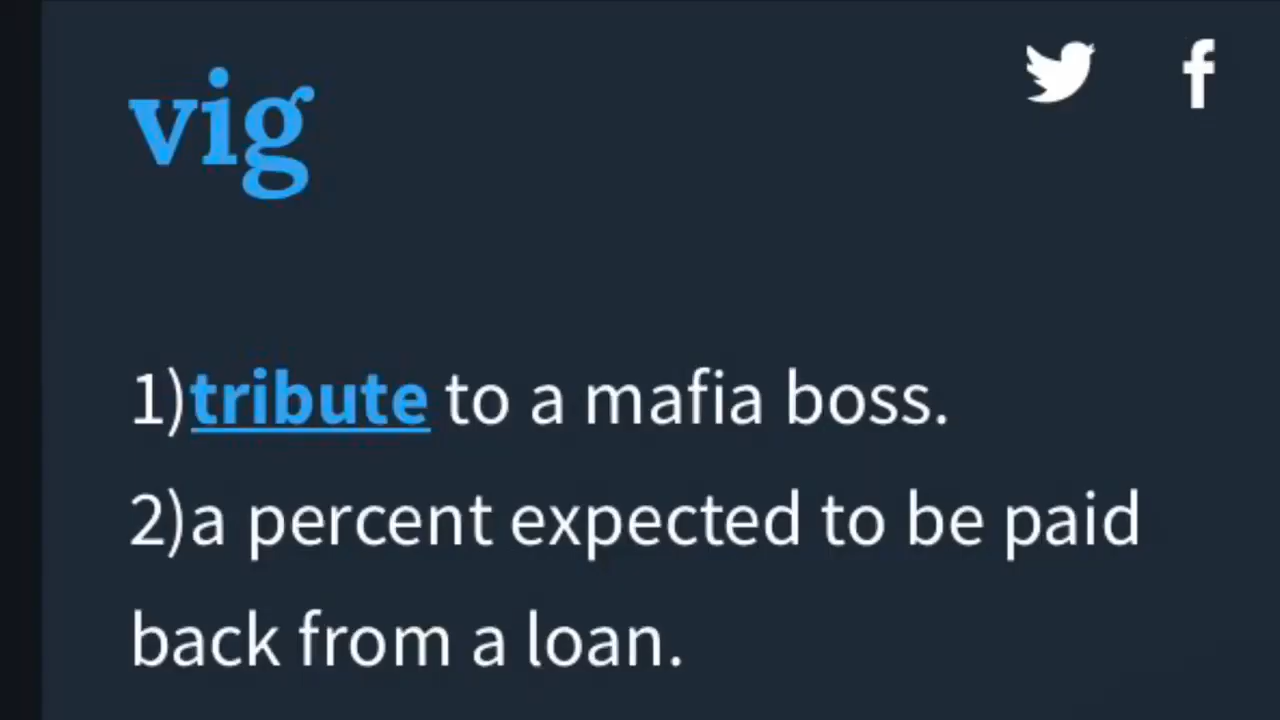 vig
1)tribute to a mafia boss.
2)a percent expected to be paid
back from a loan.